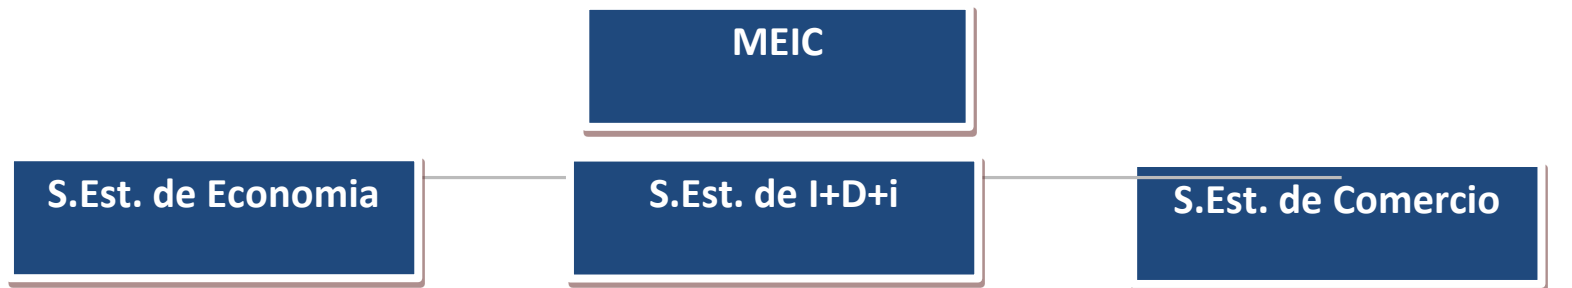 MEIC
S.Est. de Economia
S.Est. de I+D+i
S.Est. de Comercio